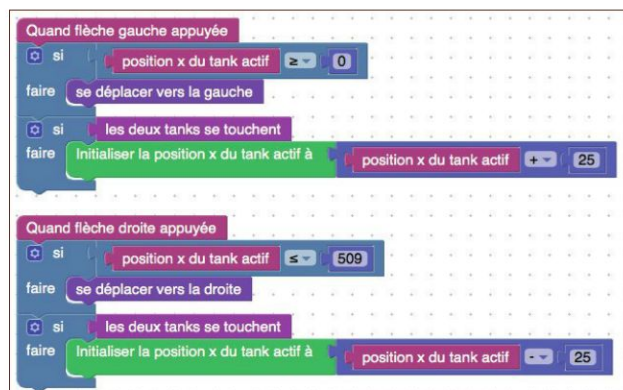 Quand flèche gauche appuyée
si position x du tank actif ≥ 0
faire se déplacer vers la gauche
si les deux tanks se touchent
faire Initialiser la position x du tank actif à position x du tank actif + 25
Quand flèche droite appuyée
si position x du tank actif ≤ 509
faire se déplacer vers la droite
si les deux tanks se touchent
faire Initialiser la position x du tank actif à position x du tank actif - 25